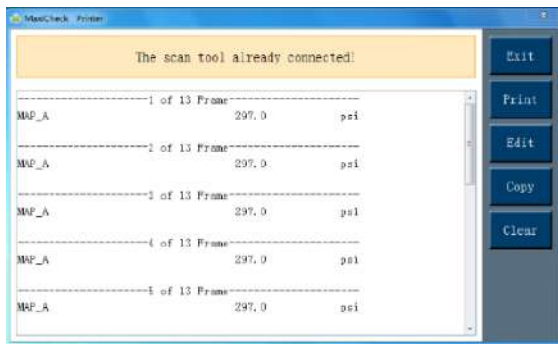 MaxiCheck Printer
The scan tool already connected!
Exit
Print
Edit
Copy
Clear
--------------------1 of 13 Frame--------------------
MAP_A 297.0 psi
--------------------2 of 13 Frame--------------------
MAP_A 297.0 psi
--------------------3 of 13 Frame--------------------
MAP_A 297.0 psi
--------------------4 of 13 Frame--------------------
MAP_A 297.0 psi
--------------------5 of 13 Frame--------------------
MAP_A 297.0 psi